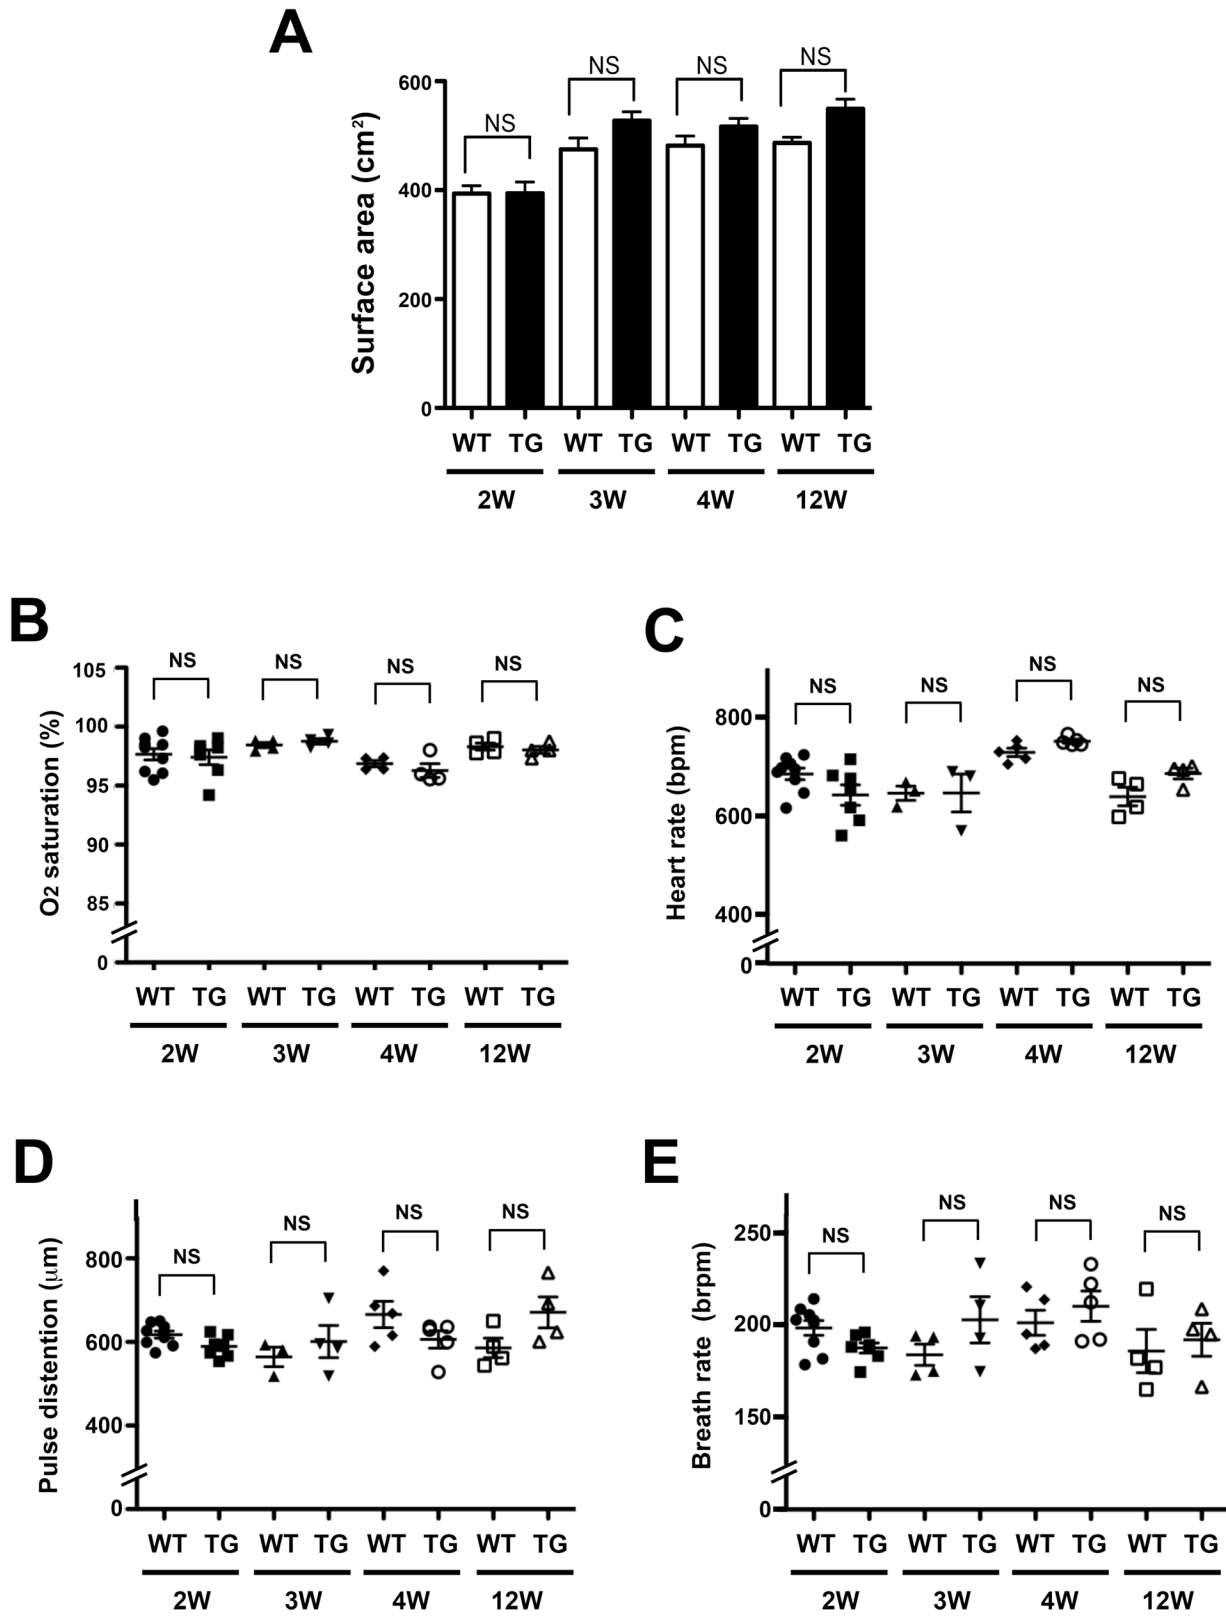 A
Surface area (cm²)
600
400
200
0
NS NS NS NS
WT TG WT TG WT TG WT TG
2W 3W 4W 12W
B
O2 saturation (%)
105
100
95
90
85
0
NS NS NS NS
WT TG WT TG WT TG WT TG
2W 3W 4W 12W
C
Heart rate (bpm)
800
600
400
0
NS NS NS NS
WT TG WT TG WT TG WT TG
2W 3W 4W 12W
D
Pulse distention (μm)
800
600
400
0
NS NS NS NS
WT TG WT TG WT TG WT TG
2W 3W 4W 12W
E
Breath rate (brpm)
250
200
150
0
NS NS NS NS
WT TG WT TG WT TG WT TG
2W 3W 4W 12W